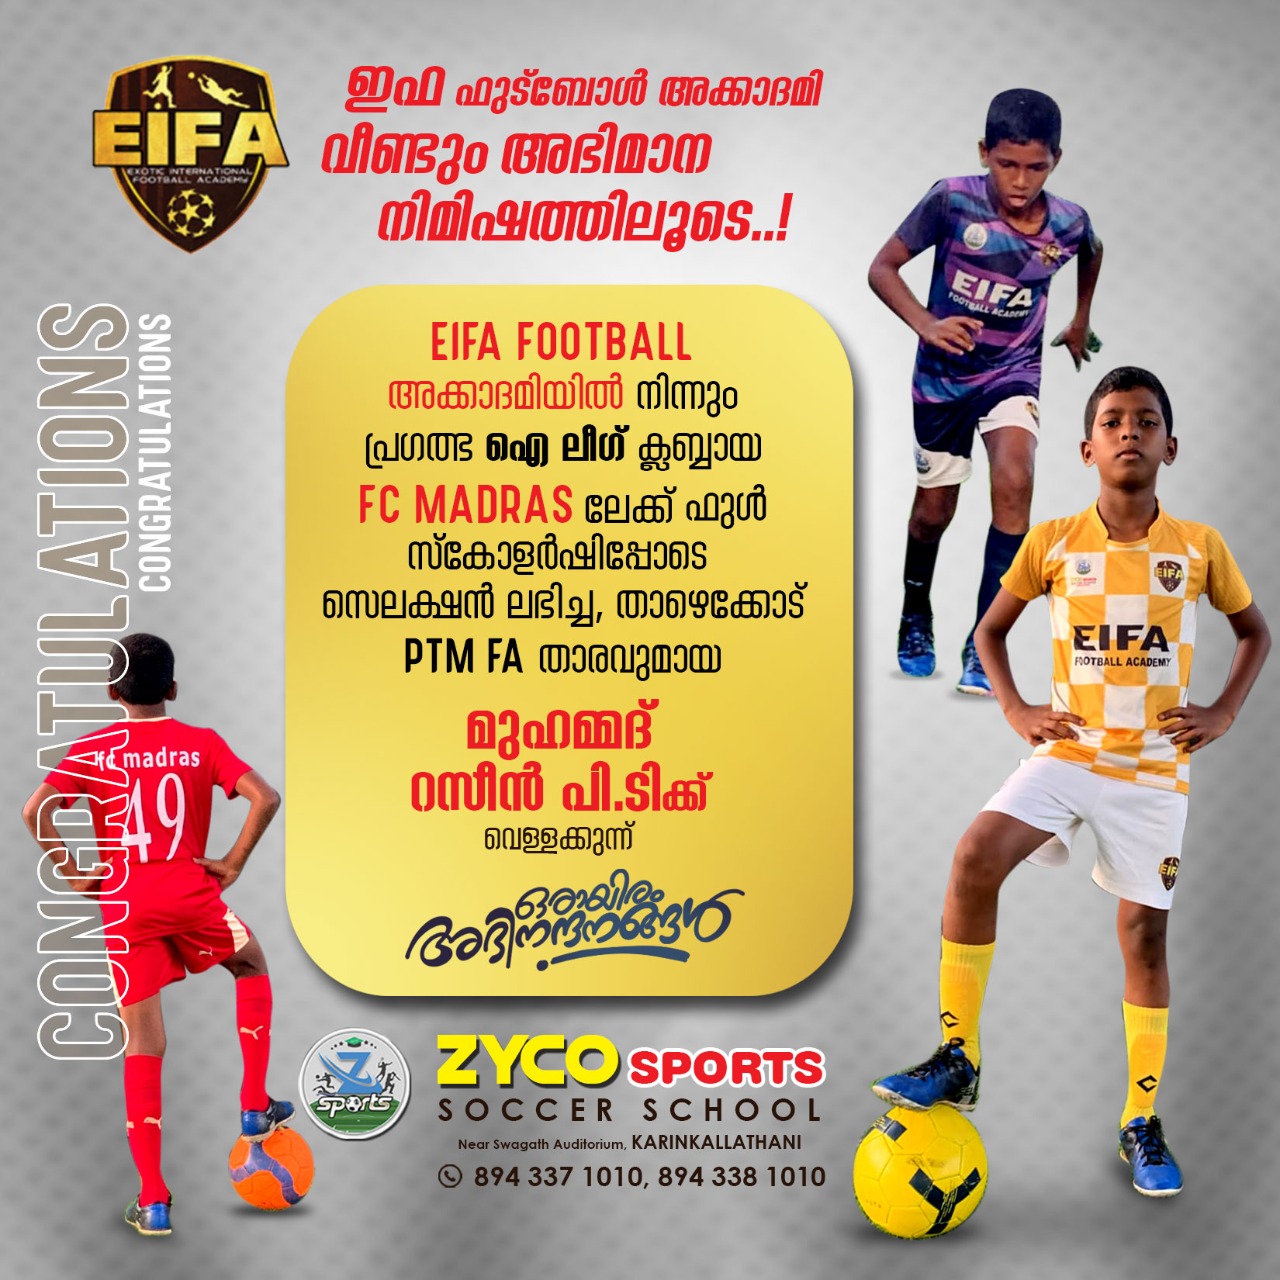 EIFA
EXOTIC INTERNATIONAL
FOOTBALL ACADEMY
ഇഫ ഫുട്ബോൾ അക്കാദമി
വീണ്ടും അഭിമാന
നിമിഷത്തിലൂടെ..!
CONGRATULATIONS
CONGRATULATIONS
EIFA FOOTBALL
അക്കാദമിയിൽ നിന്നും
പ്രഗത്ഭ ഐ ലീഗ് ക്ലബ്ബായ
FC MADRAS ലേക്ക് ഫുൾ
സ്കോളർഷിപ്പോടെ
സെലക്ഷൻ ലഭിച്ച, താഴെക്കോട്
PTM FA താരവുമായ
മുഹമ്മദ്
റസീൻ പി.ടിക്ക്
വെള്ളക്കുന്ന്
ഒരായിരം
അഭിനന്ദനങ്ങൾ
EIFA
FOOTBALL ACADEMY
EIFA
EIFA
FOOTBALL ACADEMY
fc madras
49
Z
sports
ZYCO SPORTS
SOCCER SCHOOL
Near Swagath Auditorium, KARINKALLATHANI
894 337 1010, 894 338 1010